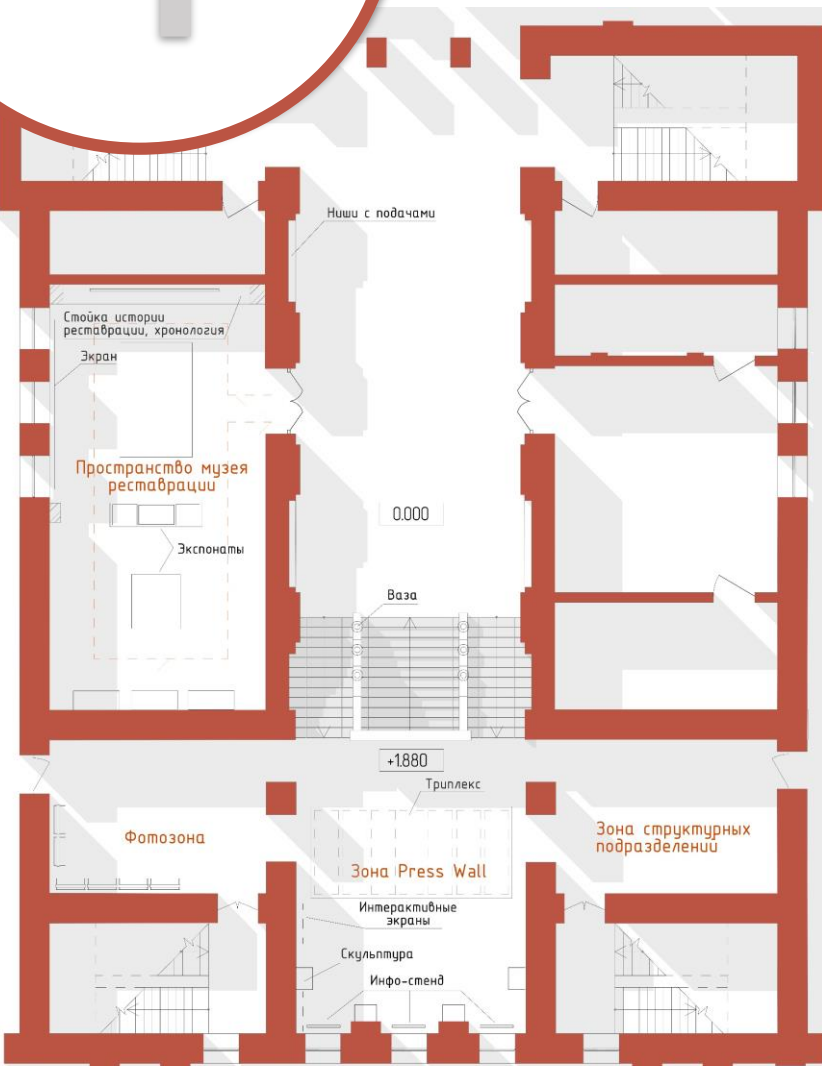 Ниши с подачами
Стойка истории
реставрации, хронология
Экран
Пространство музея
реставрации
0.000
Экспонаты
Ваза
+1.880
Триплекс
Фотозона
Зона структурных
подразделений
Зона Press Wall
Интерактивные
экраны
Скульптура
Инфо-стенд